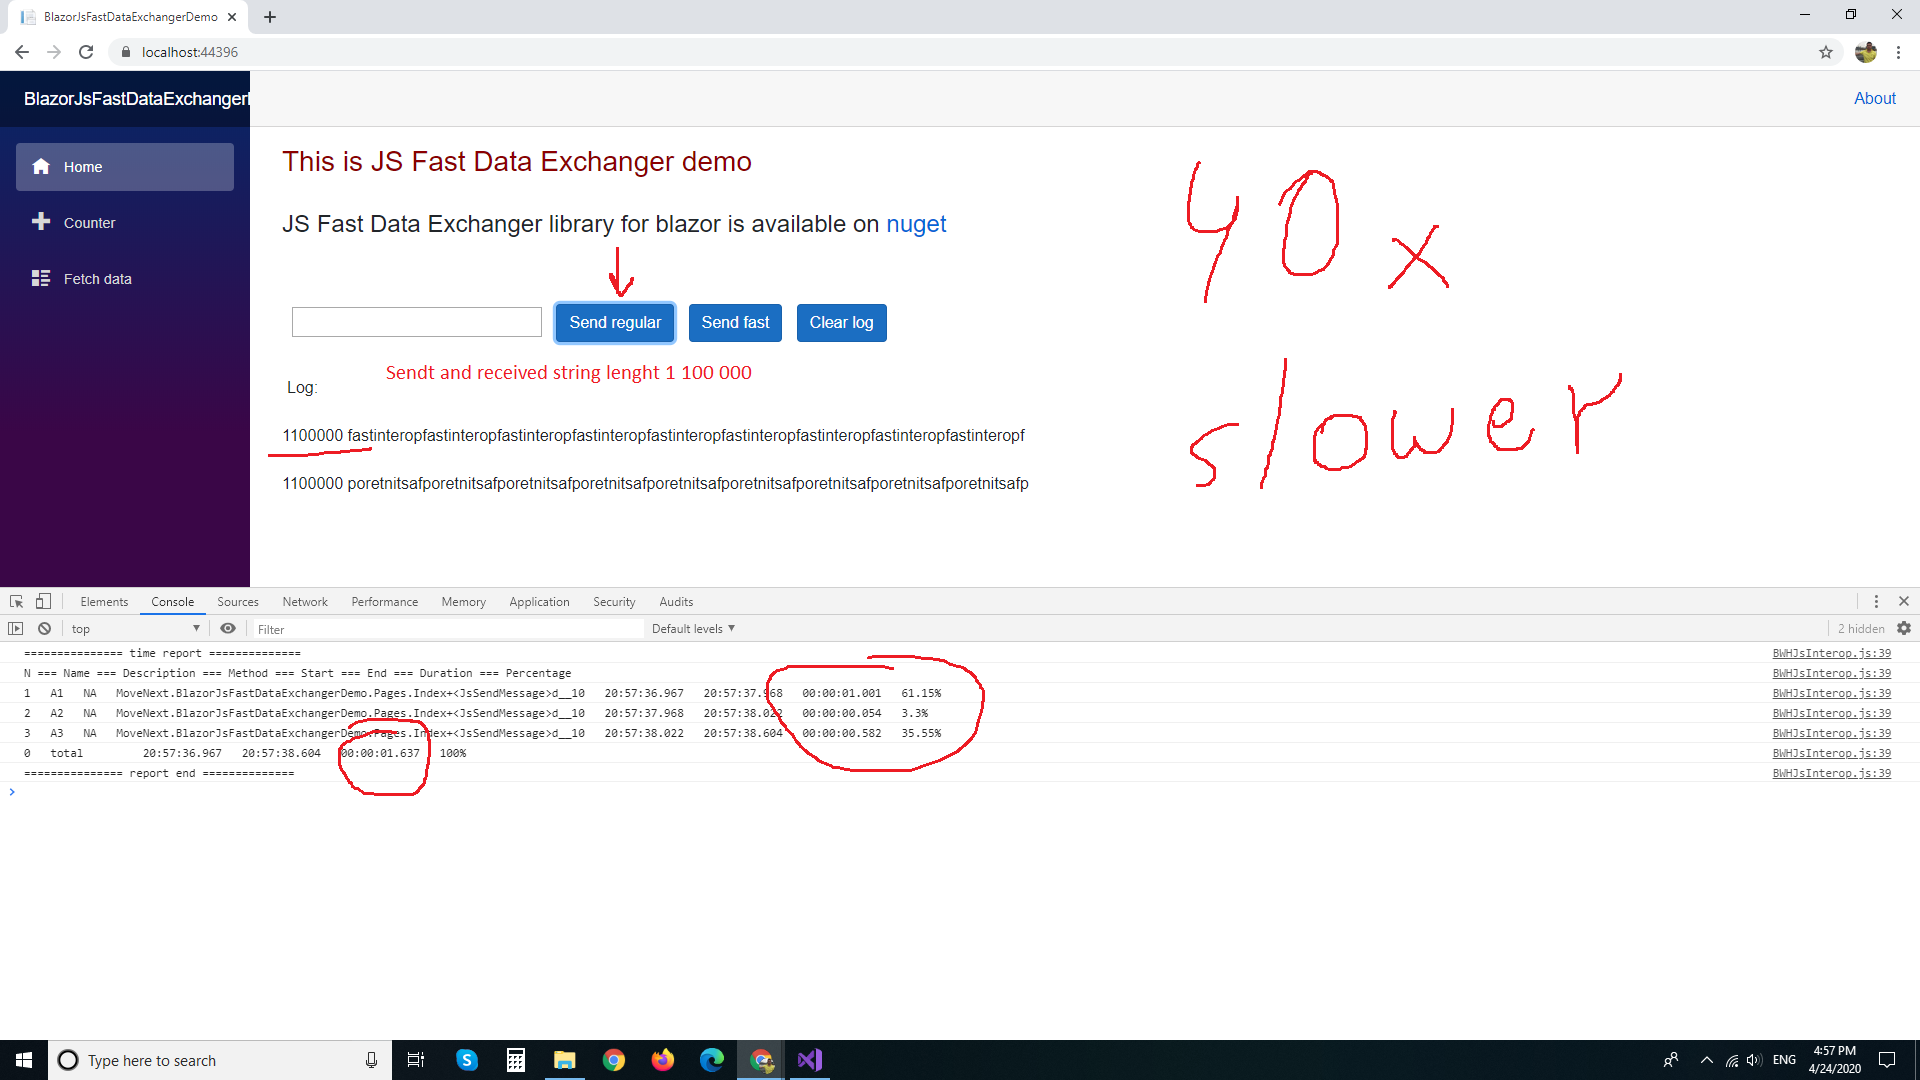 BlazorJsFastDataExchangerDemo
localhost:44396
BlazorJsFastDataExchangerI
About
Home
Counter
Fetch data
This is JS Fast Data Exchanger demo
JS Fast Data Exchanger library for blazor is available on nuget
Send regular Send fast Clear log
Sendt and received string lenght 1 100 000
Log:
1100000 fastinteropfastinteropfastinteropfastinteropfastinteropfastinteropfastinteropfastinteropfastinteropf
1100000 poretnitsafporetnitsafporetnitsafporetnitsafporetnitsafporetnitsafporetnitsafporetnitsafporetnitsafp
40 x
slower
Elements Console Sources Network Performance Memory Application Security Audits
top Filter Default levels 2 hidden
=============== time report ============== BWHJsInterop.js:39
N === Name === Description === Method === Start === End === Duration === Percentage BWHJsInterop.js:39
1 A1 NA MoveNext.BlazorJsFastDataExchangerDemo.Pages.Index+<JsSendMessage>d__10 20:57:36.967 20:57:37.968 00:00:01.001 61.15% BWHJsInterop.js:39
2 A2 NA MoveNext.BlazorJsFastDataExchangerDemo.Pages.Index+<JsSendMessage>d__10 20:57:37.968 20:57:38.022 00:00:00.054 3.3% BWHJsInterop.js:39
3 A3 NA MoveNext.BlazorJsFastDataExchangerDemo.Pages.Index+<JsSendMessage>d__10 20:57:38.022 20:57:38.604 00:00:00.582 35.55% BWHJsInterop.js:39
0 total 20:57:36.967 20:57:38.604 00:00:01.637 100% BWHJsInterop.js:39
=============== report end ============== BWHJsInterop.js:39
Type here to search
ENG
4:57 PM
4/24/2020